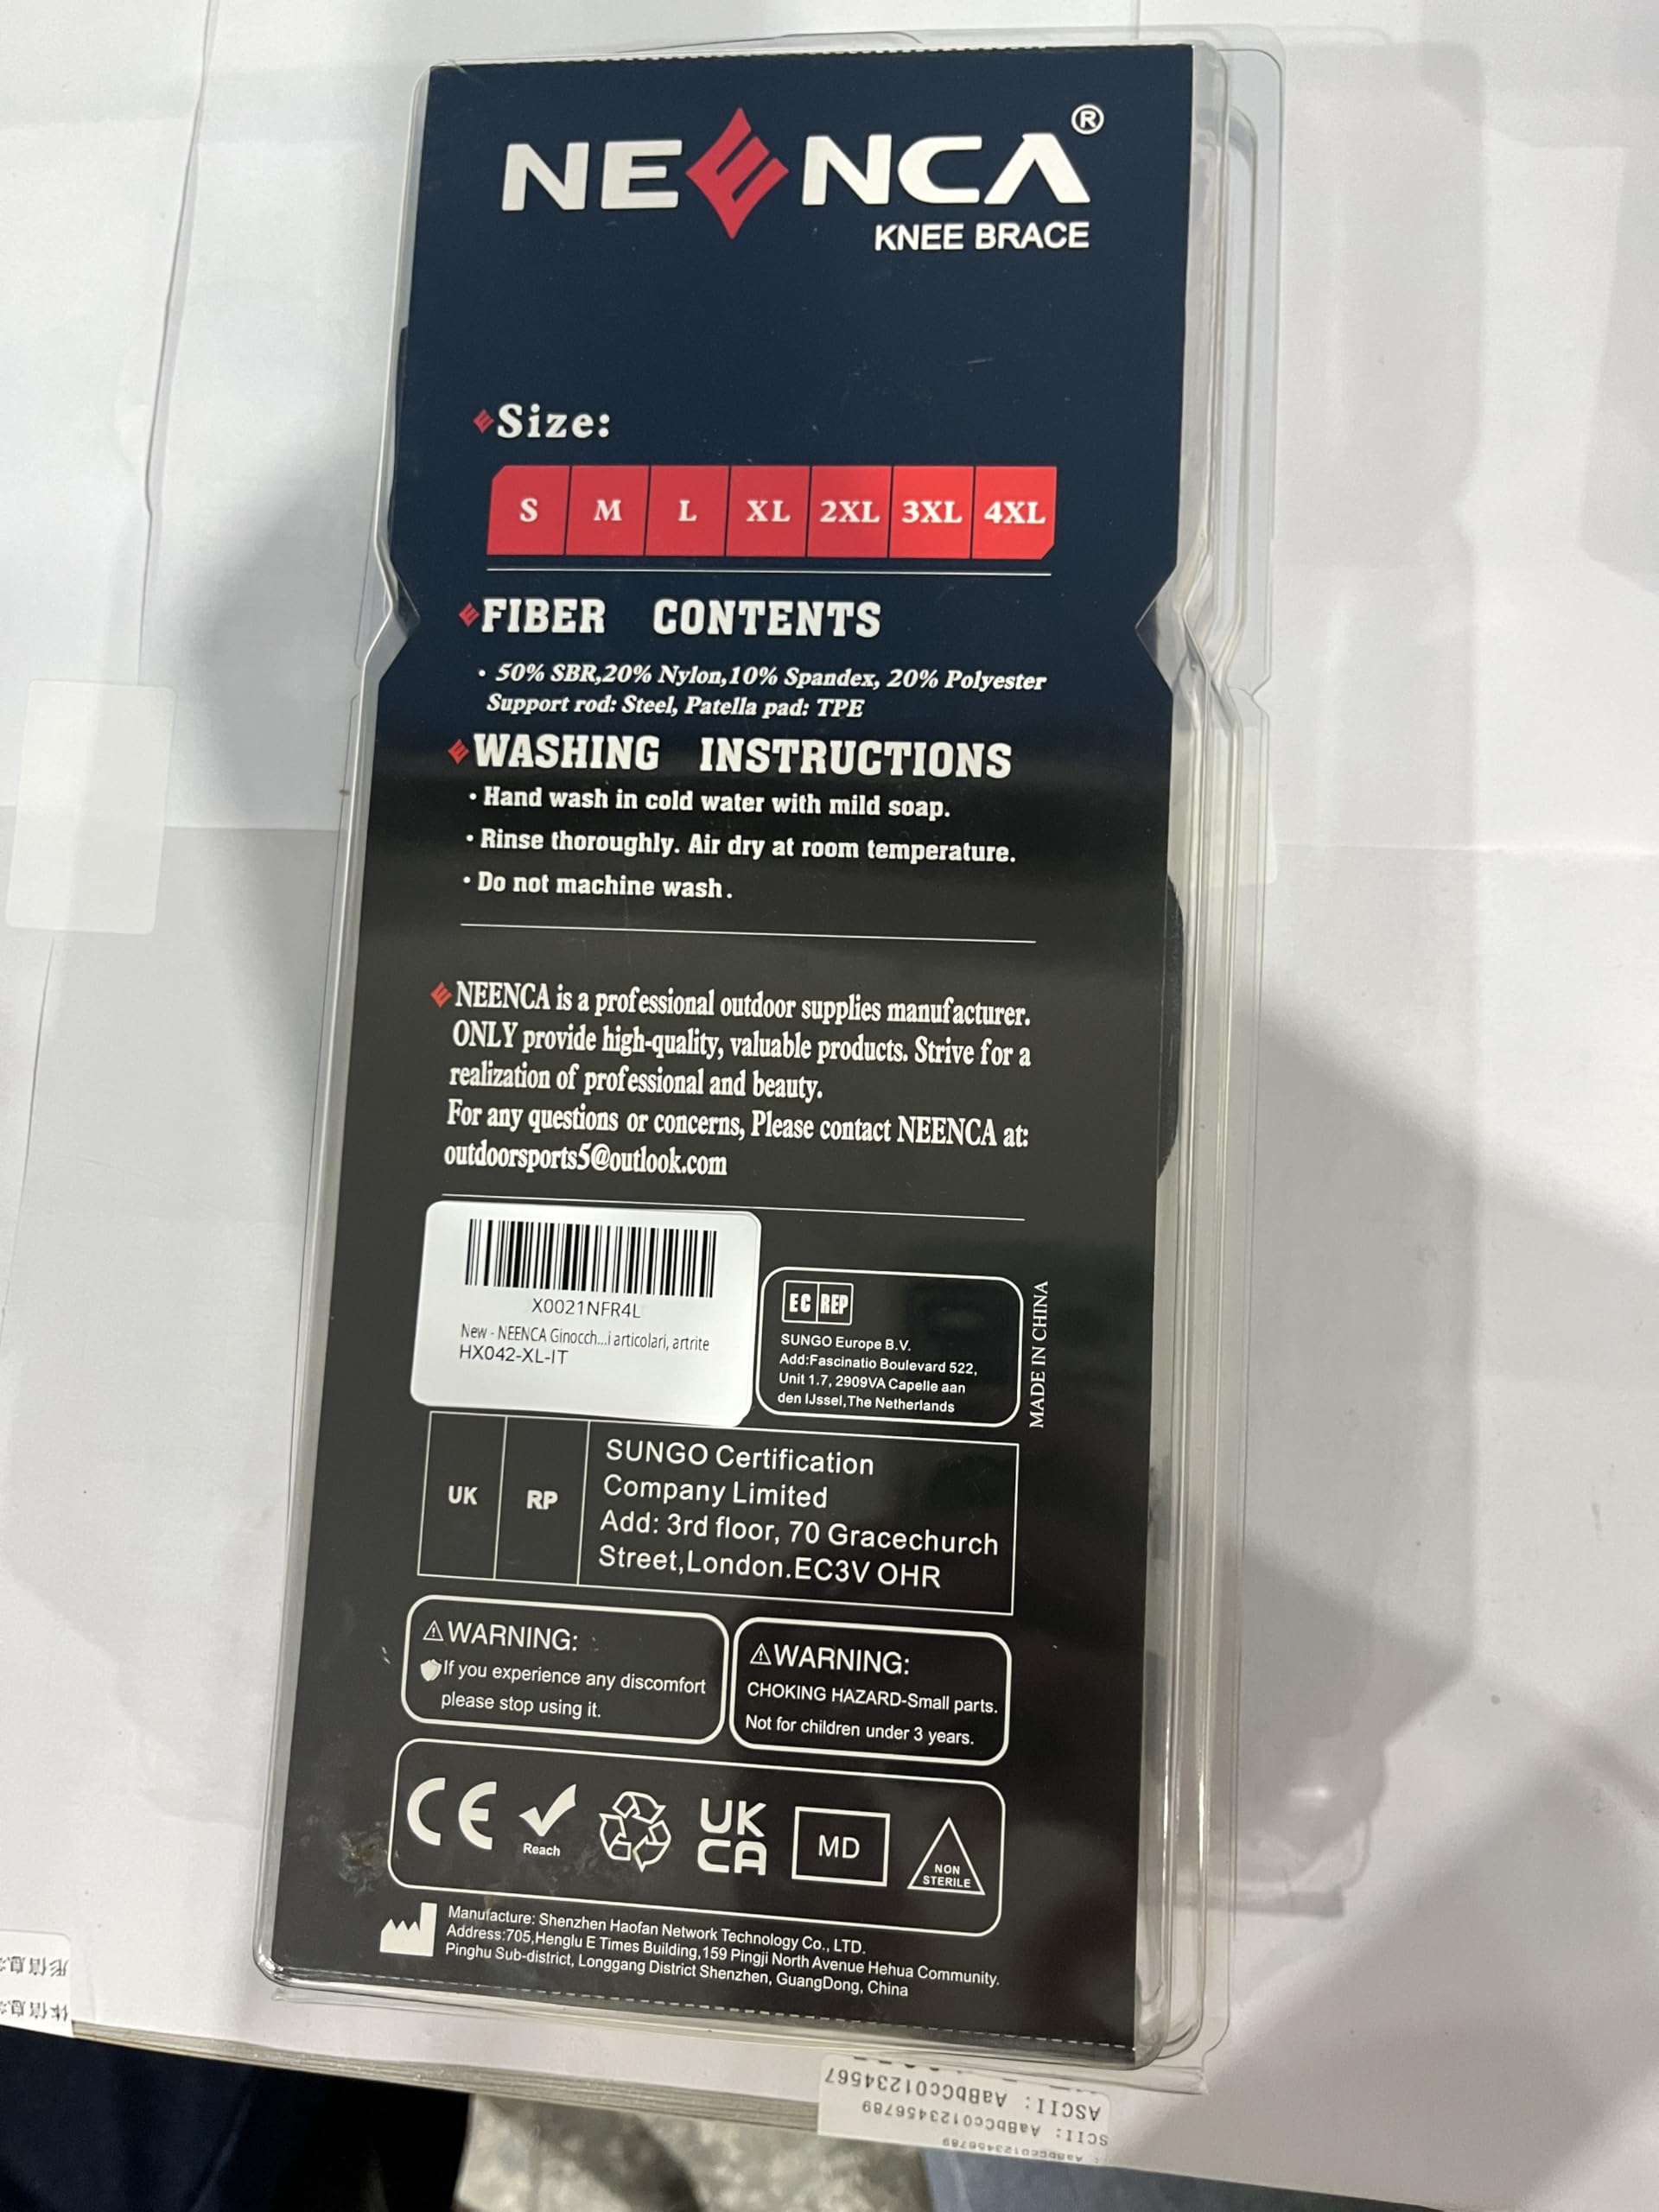 NEENCA®
KNEE BRACE
Size:
S M L XL 2XL 3XL 4XL
FIBER CONTENTS
• 50% SBR,20% Nylon,10% Spandex, 20% Polyester
Support rod: Steel, Patella pad: TPE
WASHING INSTRUCTIONS
• Hand wash in cold water with mild soap.
• Rinse thoroughly. Air dry at room temperature.
• Do not machine wash.
NEENCA is a professional outdoor supplies manufacturer.
ONLY provide high-quality, valuable products. Strive for a
realization of professional and beauty.
For any questions or concerns, Please contact NEENCA at:
outdoorsports5@outlook.com
X0021NFR4L
New - NEENCA Ginocch...i articolari, artrite
HX042-XL-IT
EC REP
SUNGO Europe B.V.
Add:Fascinatio Boulevard 522,
Unit 1.7, 2909VA Capelle aan
den IJssel,The Netherlands
MADE IN CHINA
UK RP
SUNGO Certification
Company Limited
Add: 3rd floor, 70 Gracechurch
Street,London.EC3V OHR
WARNING:
If you experience any discomfort
please stop using it.
WARNING:
CHOKING HAZARD-Small parts.
Not for children under 3 years.
CE
Reach
UK
CA
MD
NON
STERILE
Manufacture: Shenzhen Haofan Network Technology Co., LTD.
Address:705,Henglu E Times Building,159 Pingji North Avenue Hehua Community.
Pinghu Sub-district, Longgang District Shenzhen, GuangDong, China
ASCII: AaBbCc01234567
SCII: AaBbCc0123456789
: AaBbCc0123456789